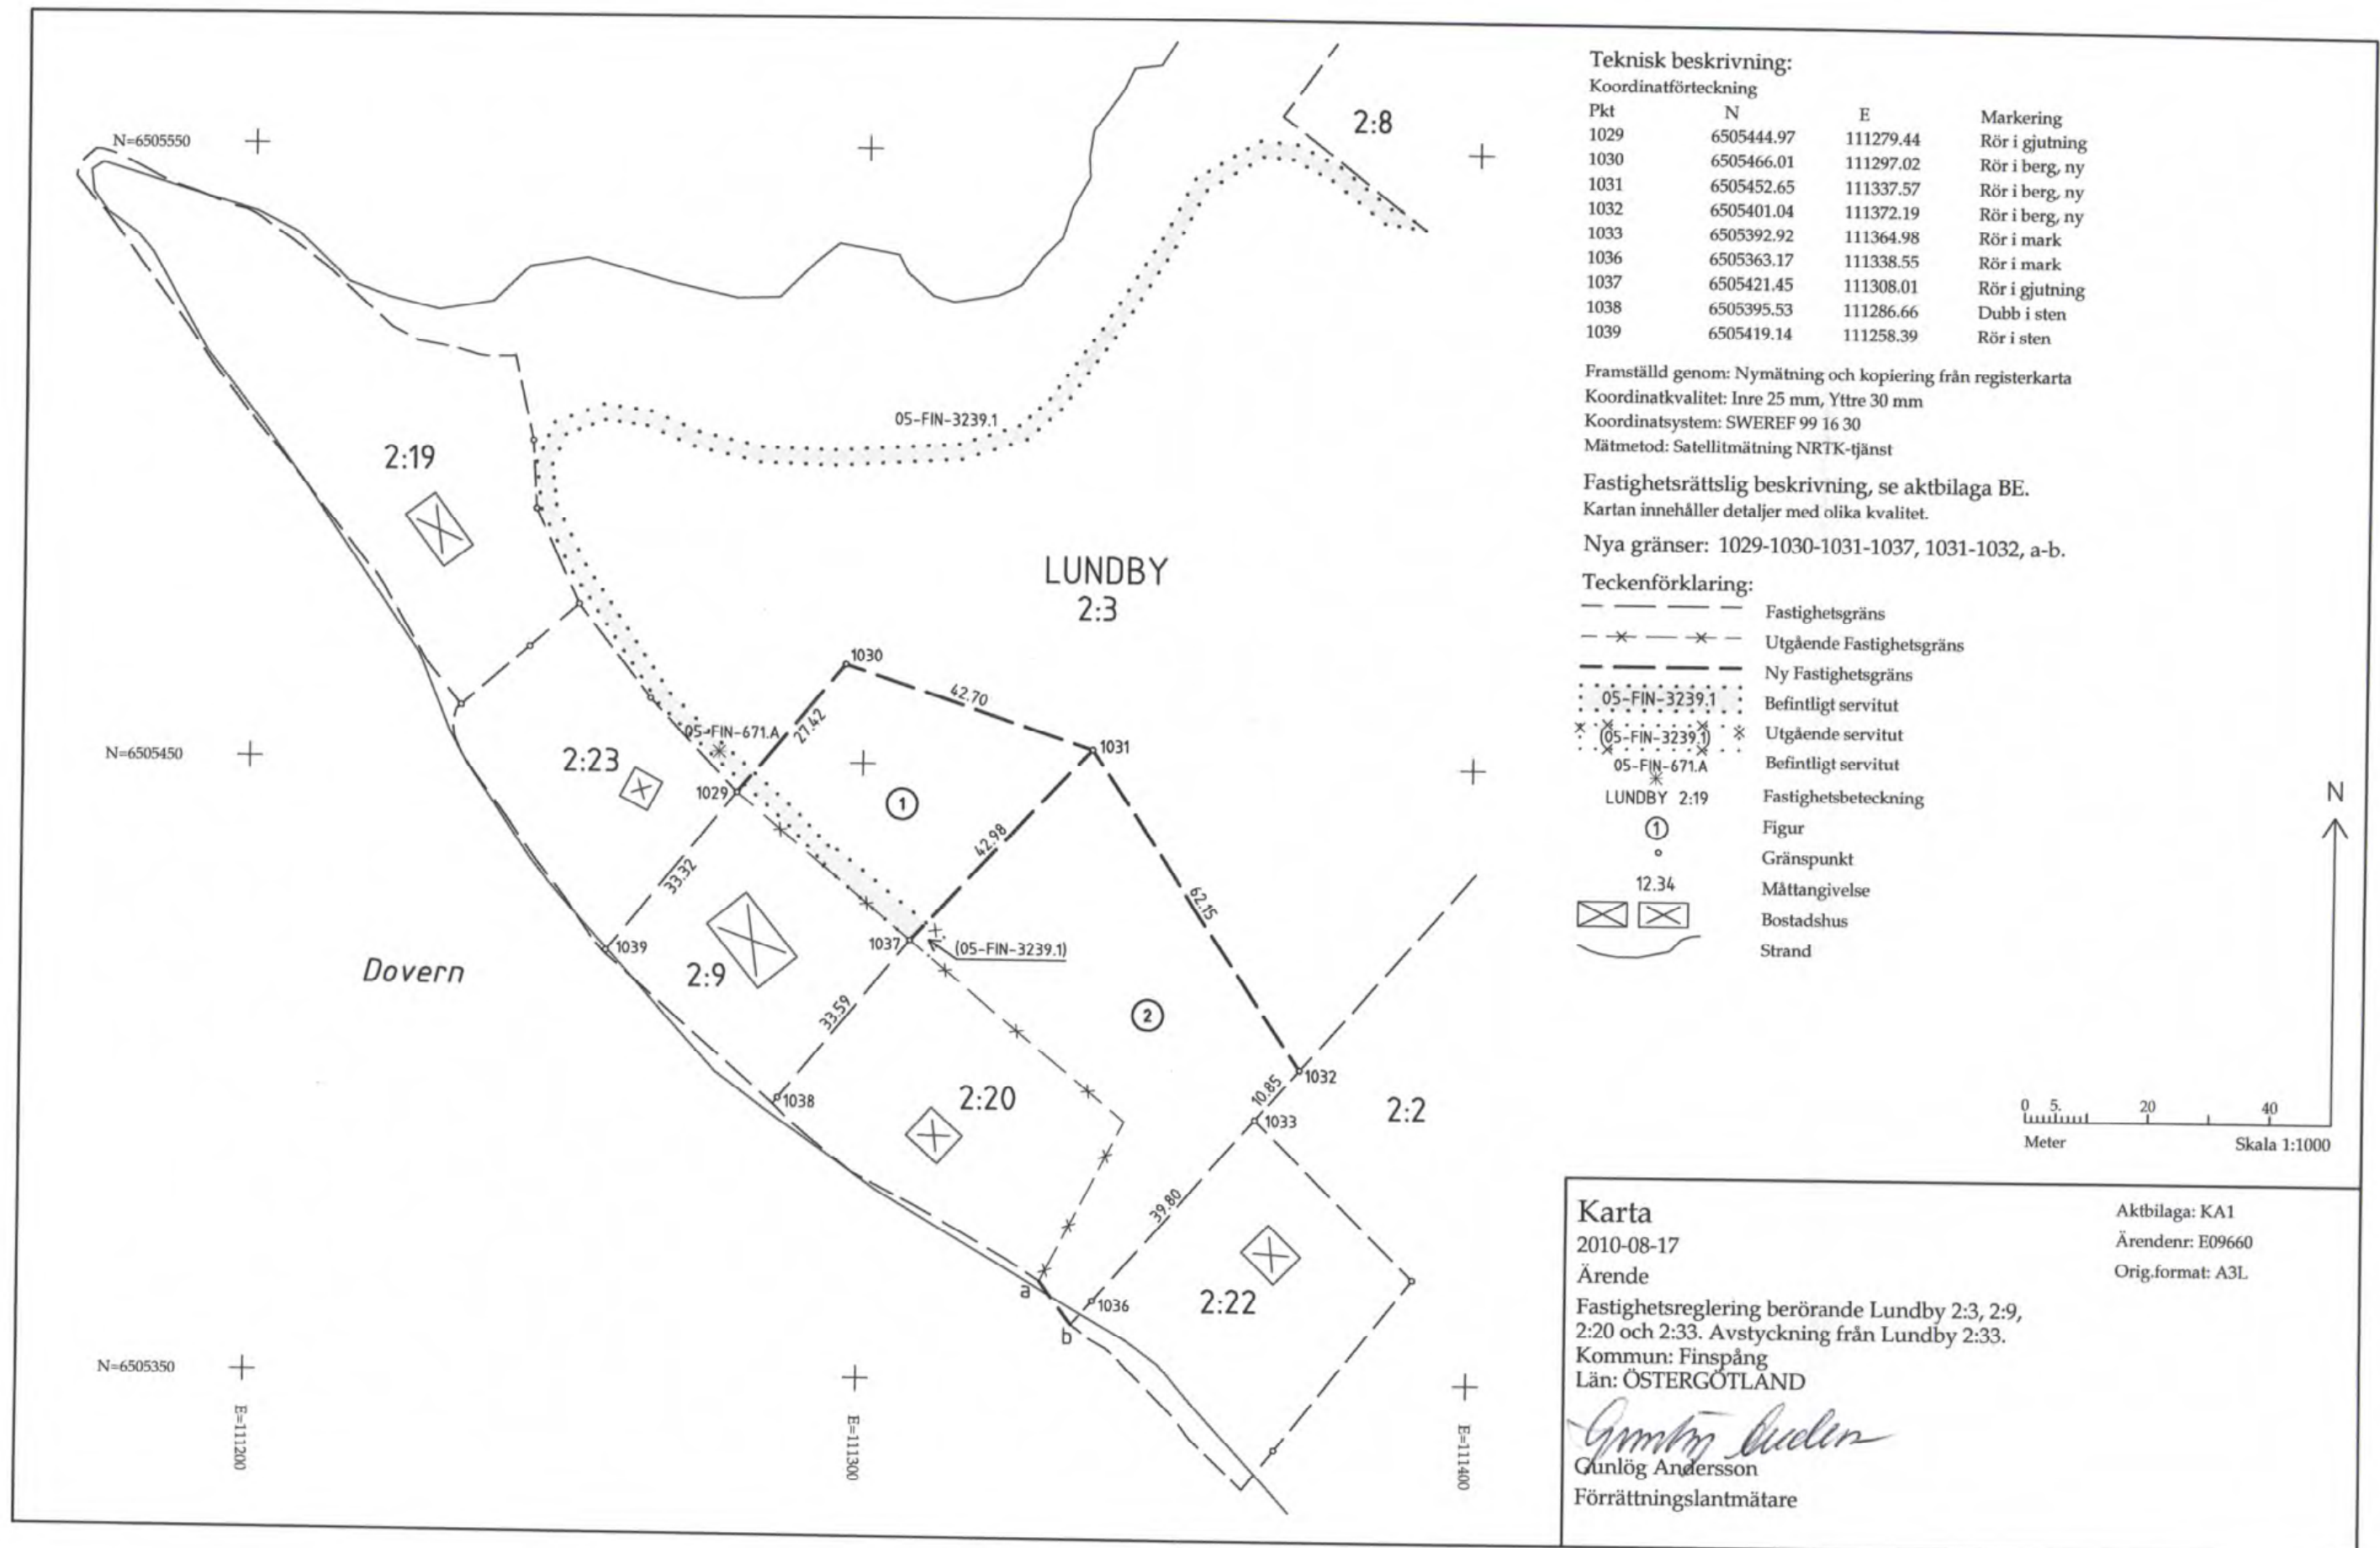 N=6505550
2:8
05-FIN-3239.1
2:19
LUNDBY
2:3
1030
42.70
27.42
1031
05-FIN-671.A
N=6505450
2:23
1029
1
42.98
62.15
33.32
1039
1037
(05-FIN-3239.1)
Dovern
2:9
33.59
2
1038
2:20
1032
10.85
1033
2:2
39.80
a
1036
b
2:22
N=6505350
E=111200
E=111300
E=111400
Teknisk beskrivning:
Koordinatförteckning
Pkt N E Markering
1029 6505444.97 111279.44 Rör i gjutning
1030 6505466.01 111297.02 Rör i berg, ny
1031 6505452.65 111337.57 Rör i berg, ny
1032 6505401.04 111372.19 Rör i berg, ny
1033 6505392.92 111364.98 Rör i mark
1036 6505363.17 111338.55 Rör i mark
1037 6505421.45 111308.01 Rör i gjutning
1038 6505395.53 111286.66 Dubb i sten
1039 6505419.14 111258.39 Rör i sten
Framställd genom: Nymätning och kopiering från registerkarta
Koordinatkvalitet: Inre 25 mm, Yttre 30 mm
Koordinatsystem: SWEREF 99 16 30
Mätmetod: Satellitmätning NRTK-tjänst
Fastighetsrättslig beskrivning, se aktbilaga BE.
Kartan innehåller detaljer med olika kvalitet.
Nya gränser: 1029-1030-1031-1037, 1031-1032, a-b.
Teckenförklaring:
Fastighetsgräns
Utgående Fastighetsgräns
Ny Fastighetsgräns
05-FIN-3239.1 Befintligt servitut
(05-FIN-3239.1) Utgående servitut
05-FIN-671.A Befintligt servitut
LUNDBY 2:19 Fastighetsbeteckning
1 Figur
Gränspunkt
12.34 Måttangivelse
Bostadshus
Strand
N
0 5. 20 40
Meter Skala 1:1000
Karta
2010-08-17
Ärende
Fastighetsreglering berörande Lundby 2:3, 2:9,
2:20 och 2:33. Avstyckning från Lundby 2:33.
Kommun: Finspång
Län: ÖSTERGÖTLAND
Gunlög Andersson
Förrättningslantmätare
Aktbilaga: KA1
Ärendenr: E09660
Orig.format: A3L